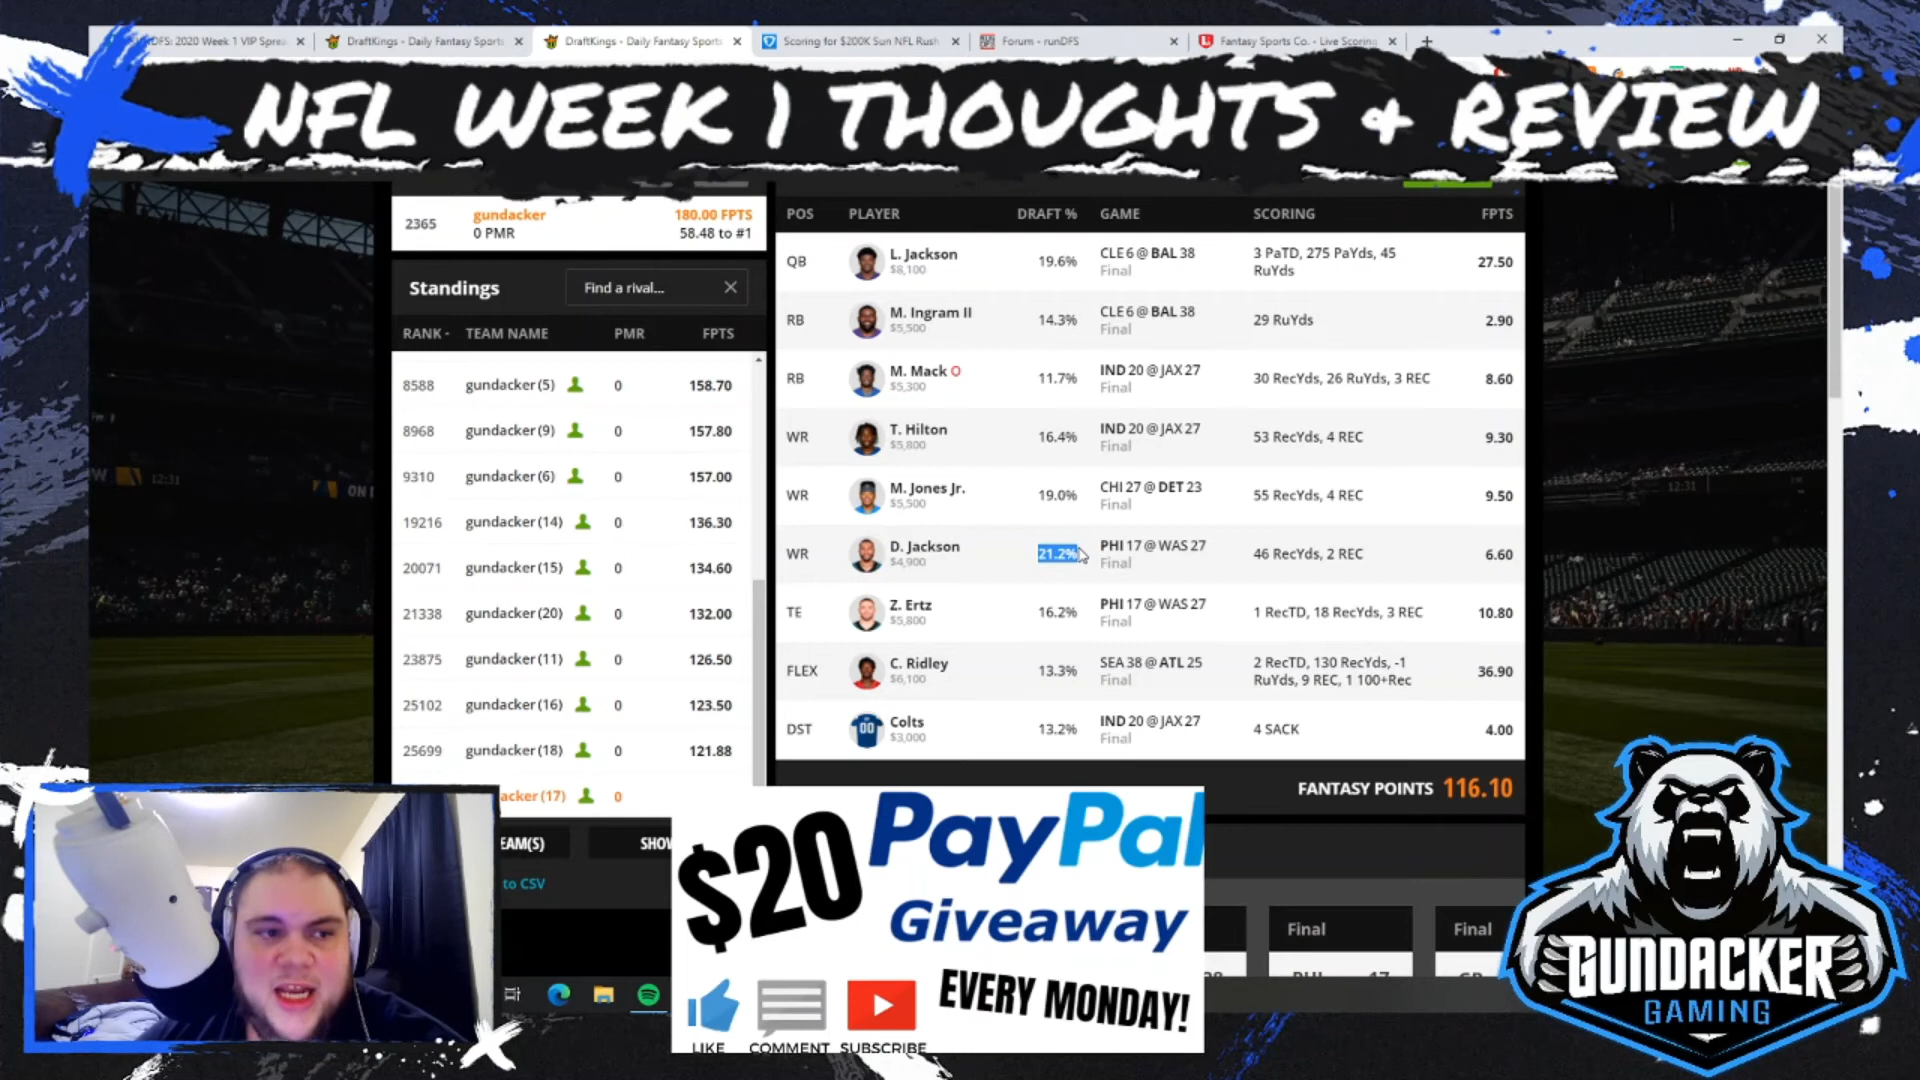 DFS: 2020 Week 1 VIP Sprea
DraftKings - Daily Fantasy Sports
DraftKings - Daily Fantasy Sports
Scoring for $200K Sun NFL Rush
Forum - runDFS
Fantasy Sports Co. - Live Scoring
NFL WEEK 1 THOUGHTS & REVIEW
2365 gundacker 180.00 FPTS
0 PMR 58.48 to #1
Standings Find a rival...
RANK TEAM NAME PMR FPTS
8588 gundacker (5) 0 158.70
8968 gundacker (9) 0 157.80
9310 gundacker (6) 0 157.00
19216 gundacker (14) 0 136.30
20071 gundacker (15) 0 134.60
21338 gundacker (20) 0 132.00
23875 gundacker (11) 0 126.50
25102 gundacker (16) 0 123.50
25699 gundacker (18) 0 121.88
acker (17) 0
EAM(S) SHOW
to CSV
POS PLAYER DRAFT % GAME SCORING FPTS
QB L. Jackson 19.6% CLE 6 @ BAL 38 3 PaTD, 275 PaYds, 45 27.50
$8,100 Final RuYds
RB M. Ingram II 14.3% CLE 6 @ BAL 38 29 RuYds 2.90
$5,500 Final
RB M. Mack O 11.7% IND 20 @ JAX 27 30 RecYds, 26 RuYds, 3 REC 8.60
$5,300 Final
WR T. Hilton 16.4% IND 20 @ JAX 27 53 RecYds, 4 REC 9.30
$5,800 Final
WR M. Jones Jr. 19.0% CHI 27 @ DET 23 55 RecYds, 4 REC 9.50
$5,500 Final
WR D. Jackson 21.2% PHI 17 @ WAS 27 46 RecYds, 2 REC 6.60
$4,900 Final
TE Z. Ertz 16.2% PHI 17 @ WAS 27 1 RecTD, 18 RecYds, 3 REC 10.80
$5,800 Final
FLEX C. Ridley 13.3% SEA 38 @ ATL 25 2 RecTD, 130 RecYds, -1 36.90
$6,100 Final RuYds, 9 REC, 1 100+Rec
DST Colts 13.2% IND 20 @ JAX 27 4 SACK 4.00
$3,000 Final
FANTASY POINTS 116.10
Final Final
$20 PayPal
Giveaway
EVERY MONDAY!
LIKE COMMENT SUBSCRIBE
GUNDACKER
GAMING
12:31
12:31